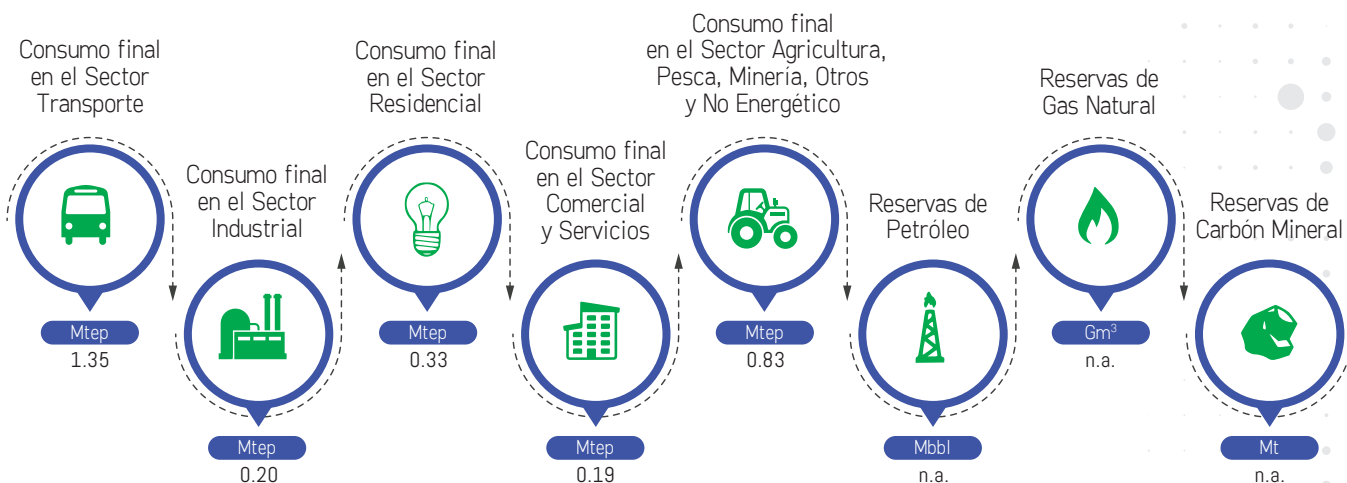 Consumo final
en el Sector
Transporte
Mtep
1.35
Consumo final
en el Sector
Industrial
Mtep
0.20
Consumo final
en el Sector
Residencial
Mtep
0.33
Consumo final
en el Sector
Comercial
y Servicios
Mtep
0.19
Consumo final
en el Sector Agricultura,
Pesca, Minería, Otros
y No Energético
Mtep
0.83
Reservas de
Petróleo
Mbbl
n.a.
Reservas de
Gas Natural
Gm³
n.a.
Reservas de
Carbón Mineral
Mt
n.a.